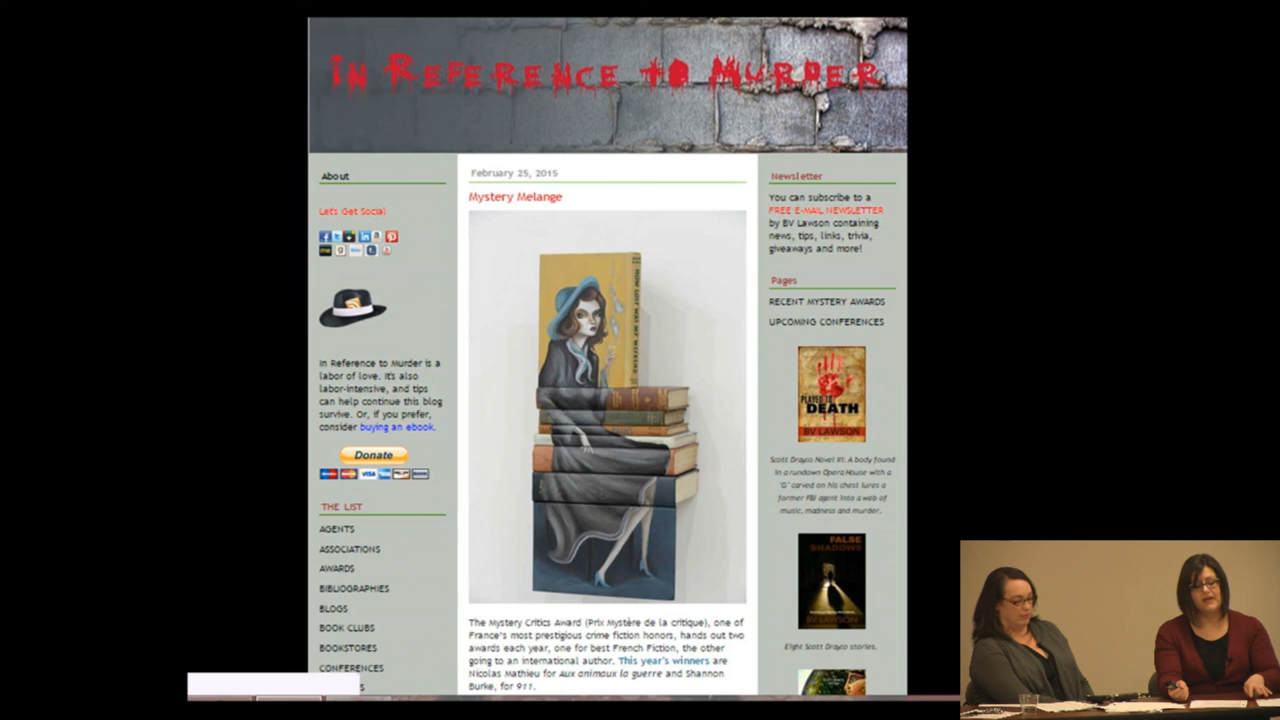 In Reference to Murder
About
Let's Get Social
In Reference to Murder is a
labor of love. It's also
labor-intensive, and tips
can help continue this blog
survive. Or, if you prefer,
consider buying an ebook.
Donate
VISA
THE LIST
AGENTS
ASSOCIATIONS
AWARDS
BIBLIOGRAPHIES
BLOGS
BOOK CLUBS
BOOKSTORES
CONFERENCES
February 25, 2015
Mystery Melange
The Mystery Critics Award (Prix Mystère de la critique), one of
France's most prestigious crime fiction honors, hands out two
awards each year, one for best French Fiction, the other
going to an international author. This year's winners are
Nicolas Mathieu for Aux animaux la guerre and Shannon
Burke, for 911.
Newsletter
You can subscribe to a
FREE E-MAIL NEWSLETTER
by BV Lawson containing
news, tips, links, trivia,
giveaways and more!
Pages
RECENT MYSTERY AWARDS
UPCOMING CONFERENCES
PLAYED TO
DEATH
BV LAWSON
Scott Drayco Novel #1: A body found
in a rundown Opera House with a
"G" carved on his chest lures a
former FBI agent into a web of
music, madness and murder.
FALSE
SHADOWS
BV LAWSON
Eight Scott Drayco stories.